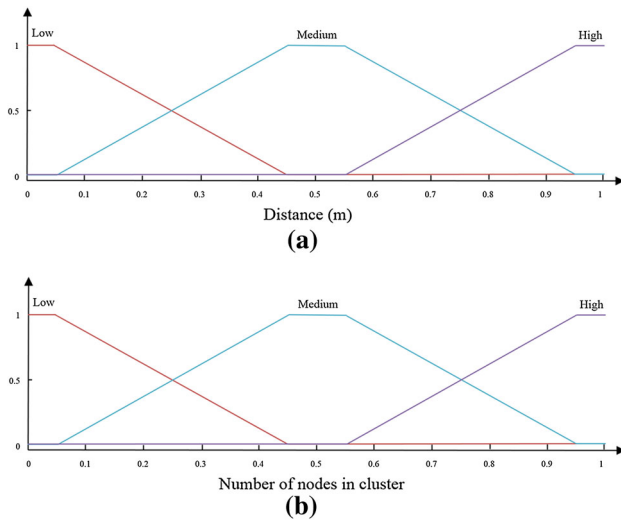 Low Medium High
1
0.5
0
0 0.1 0.2 0.3 0.4 0.5 0.6 0.7 0.8 0.9 1
Distance (m)
(a)
Low Medium High
1
0.5
0
0 0.1 0.2 0.3 0.4 0.5 0.6 0.7 0.8 0.9 1
Number of nodes in cluster
(b)